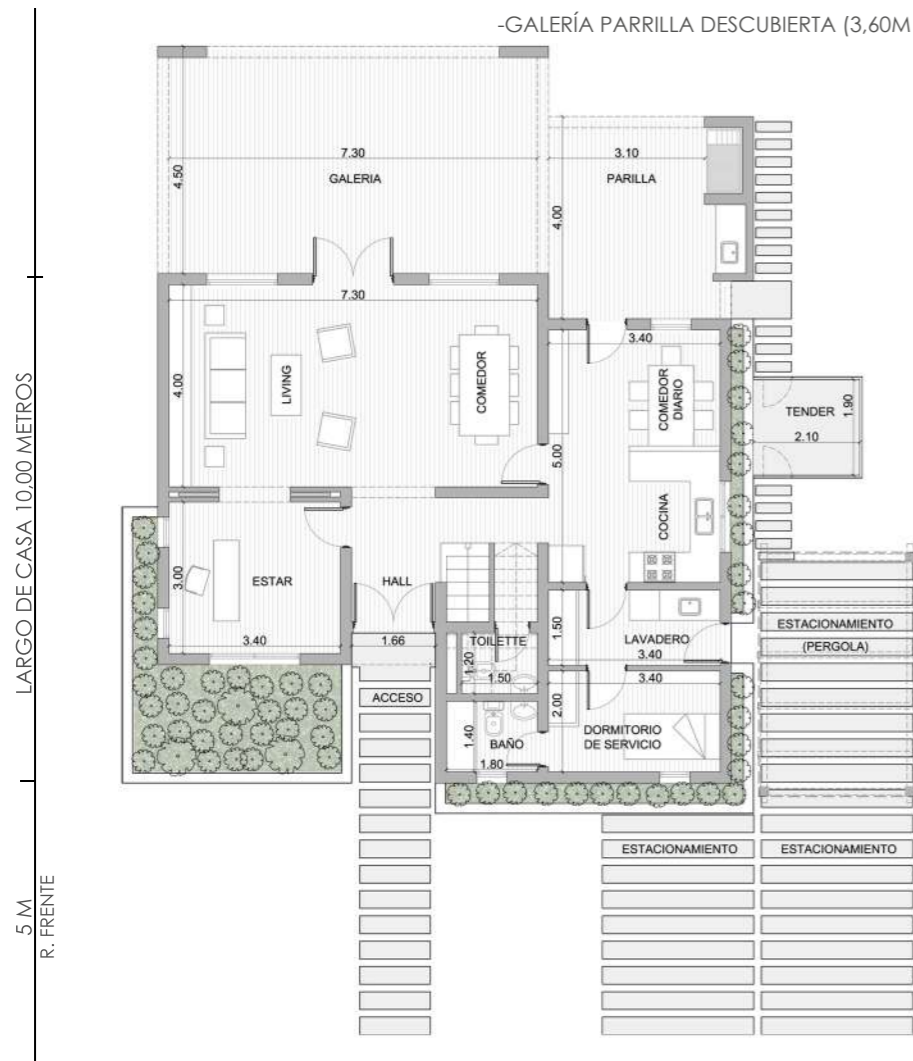 -GALERÍA PARRILLA DESCUBIERTA (3,60M
7.30
3.10
GALERIA
PARILLA
4.50
4.00
7.30
3.40
4.00
LIVING
COMEDOR
COMEDOR
DIARIO
5.00
TENDER
1.90
2.10
COCINA
LARGO DE CASA 10,00 METROS
3.00
ESTAR
HALL
3.40
1.66
TOILETTE
1.20
1.50
1.50
LAVADERO
3.40
ESTACIONAMIENTO
(PERGOLA)
ACCESO
3.40
2.00
1.40
BAÑO
1.80
DORMITORIO
DE SERVICIO
ESTACIONAMIENTO
ESTACIONAMIENTO
5 M
R. FRENTE